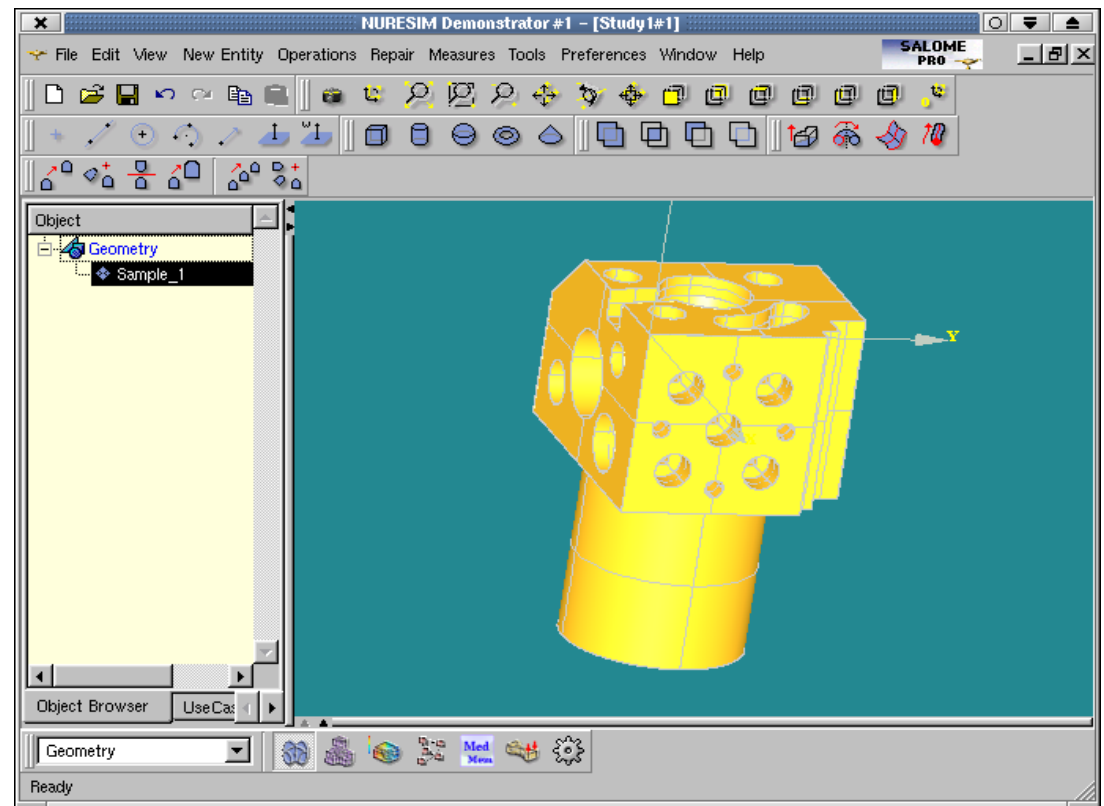 NURESIM Demonstrator #1 - [Study1#1]
File Edit View New Entity Operations Repair Measures Tools Preferences Window Help
SALOME
PRO
Object
Geometry
Sample_1
Y
Object Browser UseCas
Geometry
Med
Mem
Ready